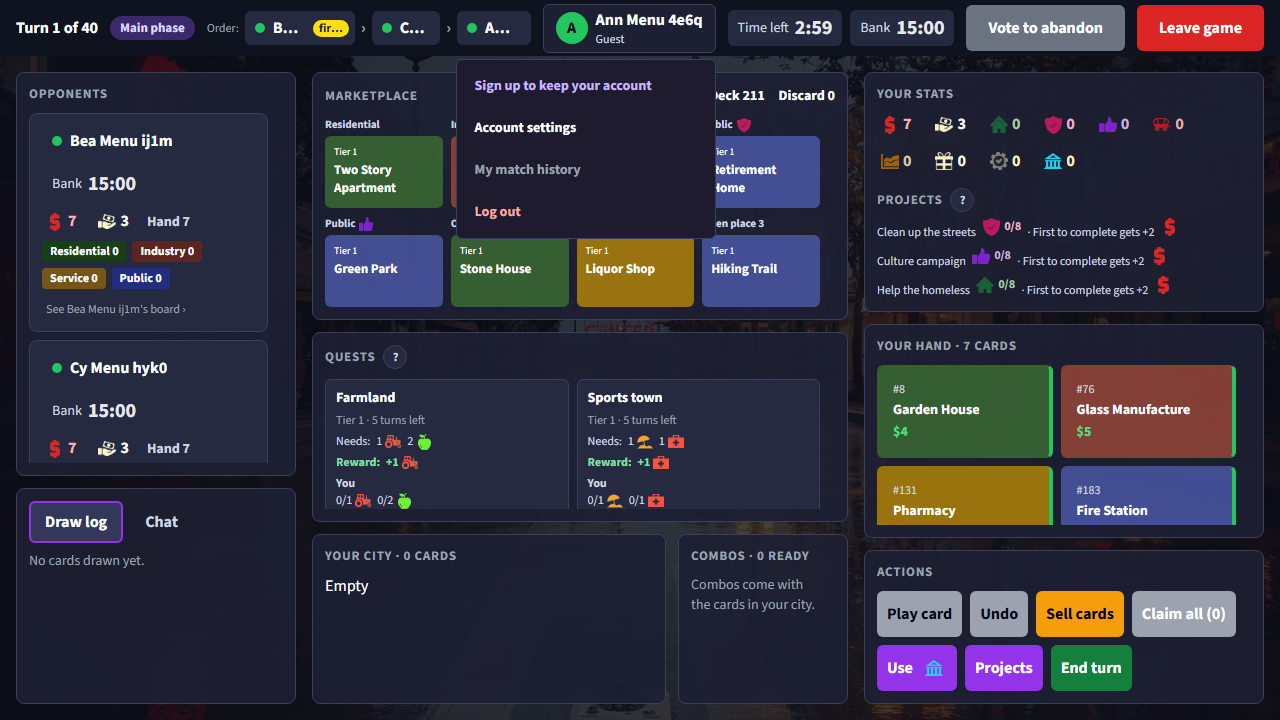 Turn 1 of 40
Main phase
Order:
B...
fir...
›
C...
›
A...
A
Ann Menu 4e6q
Guest
Time left 2:59
Bank 15:00
Vote to abandon
Leave game
OPPONENTS
Bea Menu ij1m
Bank 15:00
7
3
Hand 7
Residential 0
Industry 0
Service 0
Public 0
See Bea Menu ij1m's board ›
Cy Menu hyk0
Bank 15:00
7
3
Hand 7
Draw log
Chat
No cards drawn yet.
MARKETPLACE
Deck 211
Discard 0
Residential
Tier 1
Two Story
Apartment
Retirement
Home
Public
Tier 1
Green Park
Tier 1
Stone House
Tier 1
Liquor Shop
place 3
Tier 1
Hiking Trail
Sign up to keep your account
Account settings
My match history
Log out
QUESTS ?
Farmland
Tier 1 · 5 turns left
Needs: 1 2
Reward: +1
You
0/1 0/2
Sports town
Tier 1 · 5 turns left
Needs: 1 1
Reward: +1
You
0/1 0/1
YOUR CITY · 0 CARDS
Empty
COMBOS · 0 READY
Combos come with
the cards in your city.
YOUR STATS
7
3
0
0
0
0
0
0
0
0
PROJECTS ?
Clean up the streets 0/8 · First to complete gets +2
Culture campaign 0/8 · First to complete gets +2
Help the homeless 0/8 · First to complete gets +2
YOUR HAND · 7 CARDS
#8
Garden House
$4
#76
Glass Manufacture
$5
#131
Pharmacy
#183
Fire Station
ACTIONS
Play card
Undo
Sell cards
Claim all (0)
Use
Projects
End turn